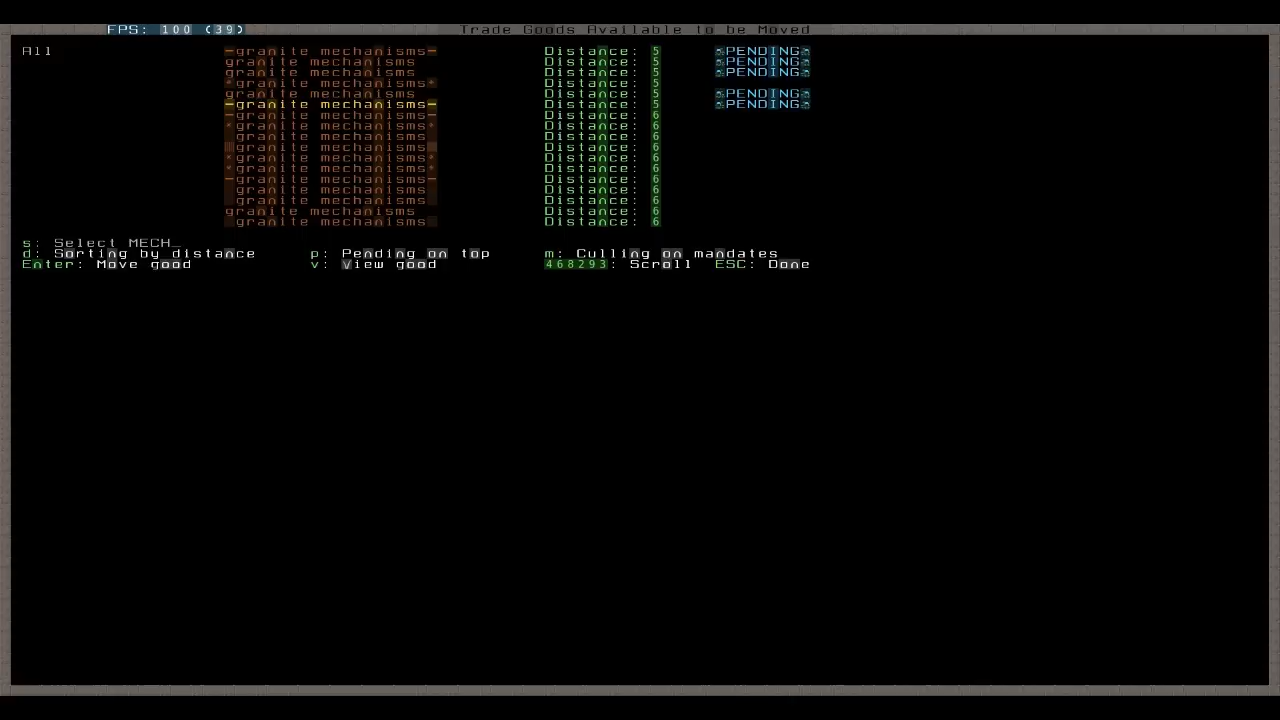 FPS: 100 (39) Trade Goods Available to be Moved
All -granite mechanisms- Distance: 5 PENDING
granite mechanisms Distance: 5 PENDING
granite mechanisms Distance: 5 PENDING
*granite mechanisms* Distance: 5
granite mechanisms Distance: 5 PENDING
-granite mechanisms- Distance: 5 PENDING
-granite mechanisms- Distance: 6
*granite mechanisms* Distance: 6
granite mechanisms Distance: 6
granite mechanisms Distance: 6
*granite mechanisms* Distance: 6
*granite mechanisms* Distance: 6
-granite mechanisms- Distance: 6
granite mechanisms Distance: 6
granite mechanisms Distance: 6
granite mechanisms Distance: 6
granite mechanisms Distance: 6
s: Select MECH_
d: Sorting by distance p: Pending on top m: Culling on mandates
Enter: Move good v: View good 468293: Scroll ESC: Done